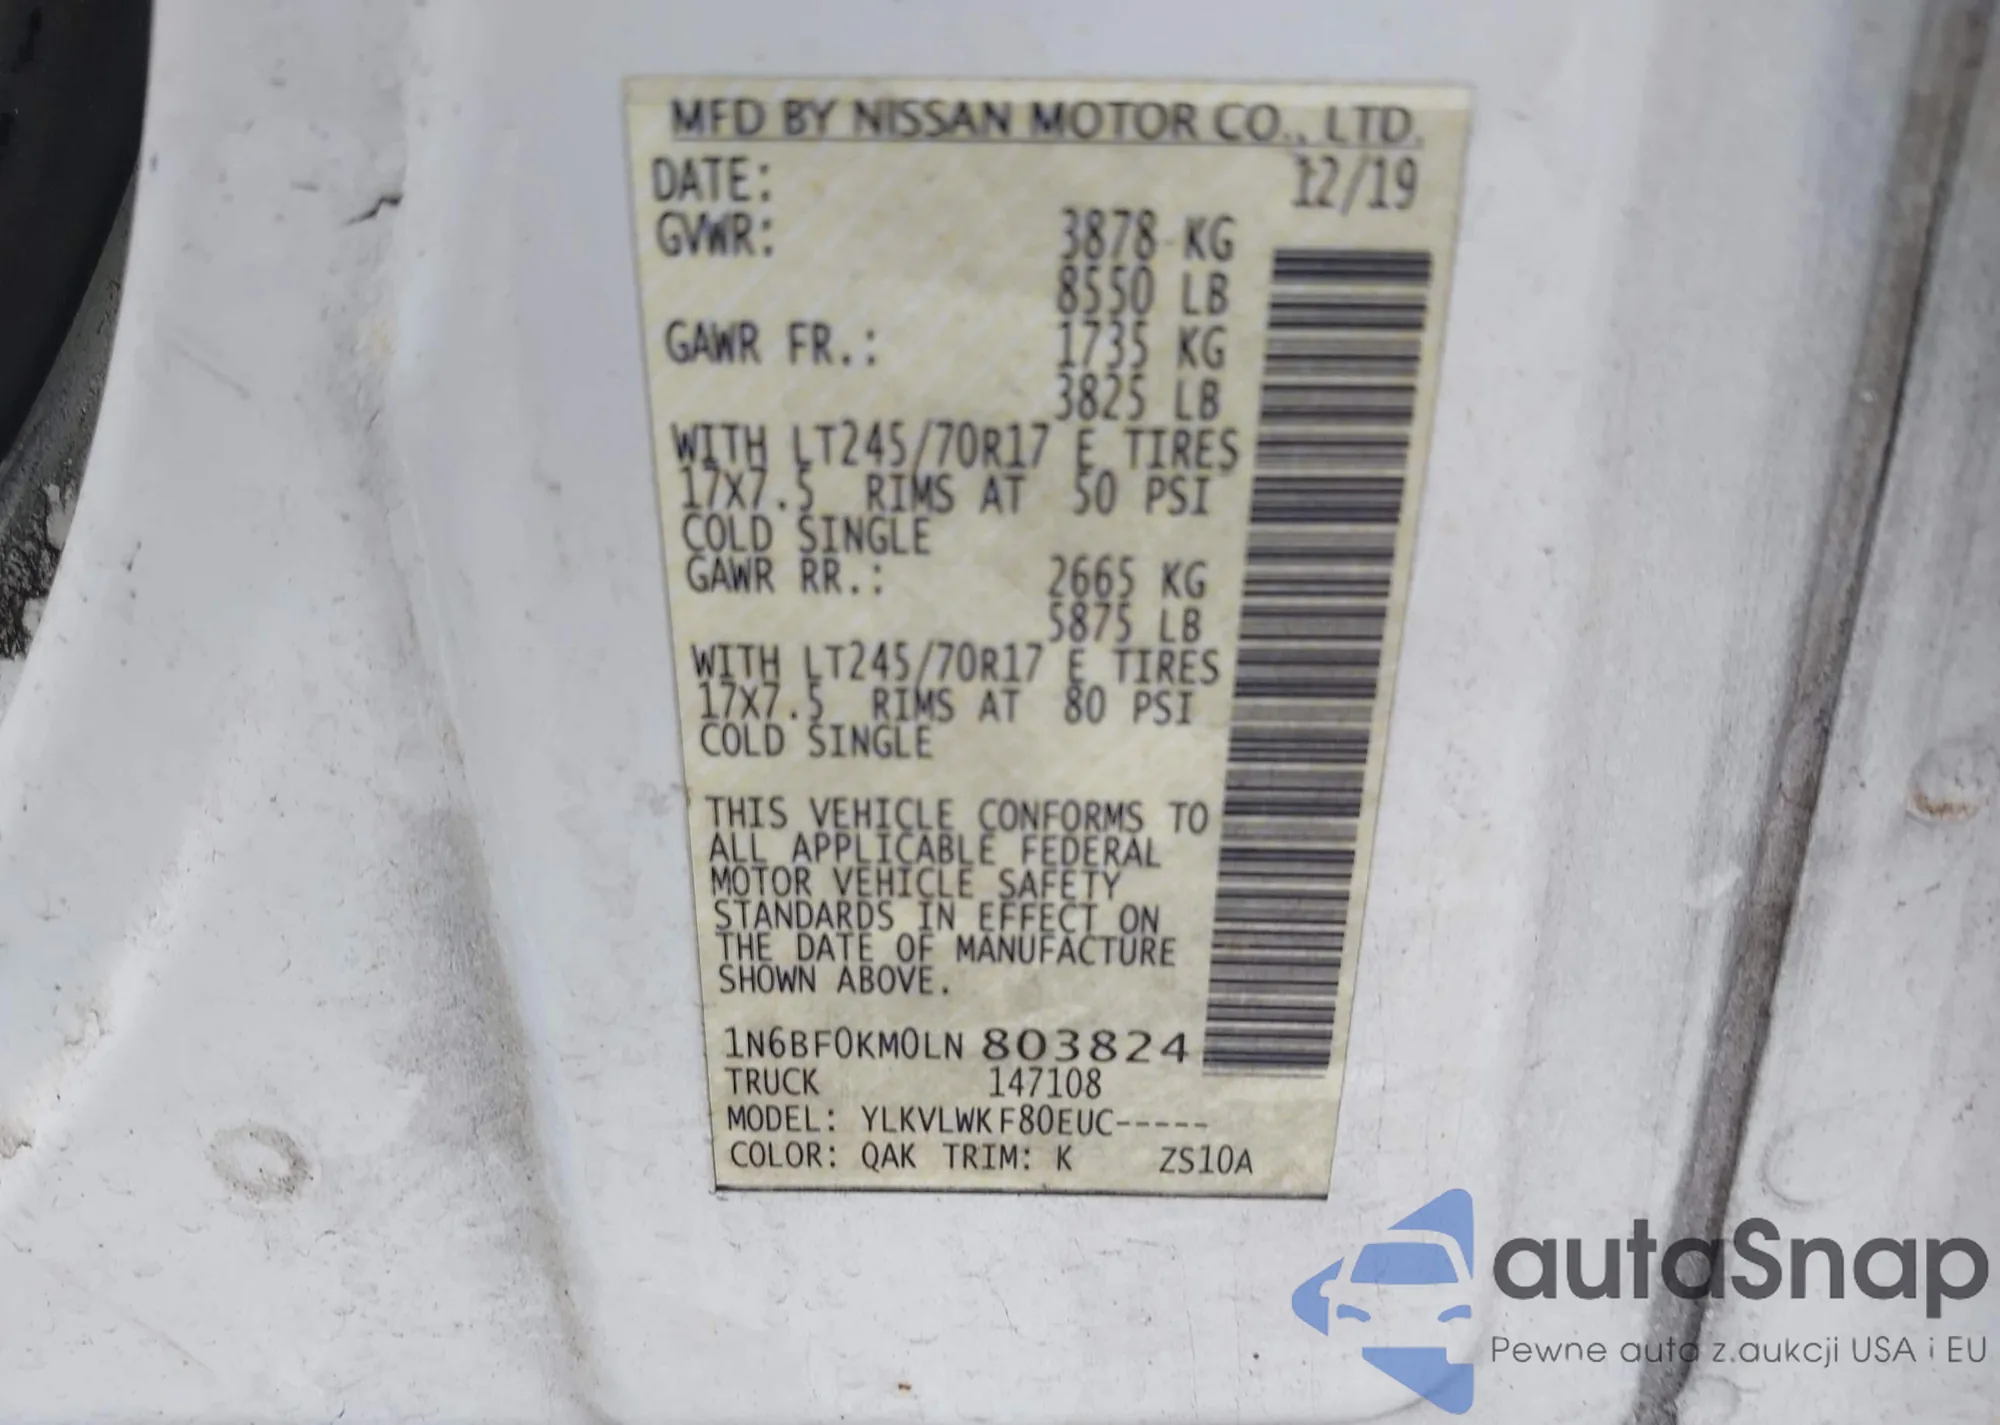 MFD BY NISSAN MOTOR CO., LTD.
DATE: 12/19
GVWR: 3878 KG
8550 LB
GAWR FR.: 1735 KG
3825 LB
WITH LT245/70R17 E TIRES
17X7.5 RIMS AT 50 PSI
COLD SINGLE
GAWR RR.: 2665 KG
5875 LB
WITH LT245/70R17 E TIRES
17X7.5 RIMS AT 80 PSI
COLD SINGLE
THIS VEHICLE CONFORMS TO
ALL APPLICABLE FEDERAL
MOTOR VEHICLE SAFETY
STANDARDS IN EFFECT ON
THE DATE OF MANUFACTURE
SHOWN ABOVE.
1N6BF0KM0LN 803824
TRUCK 147108
MODEL: YLKVLWKF80EUC-----
COLOR: QAK TRIM: K ZS10A
autaSnap
Pewne auta z.aukcji USA i EU